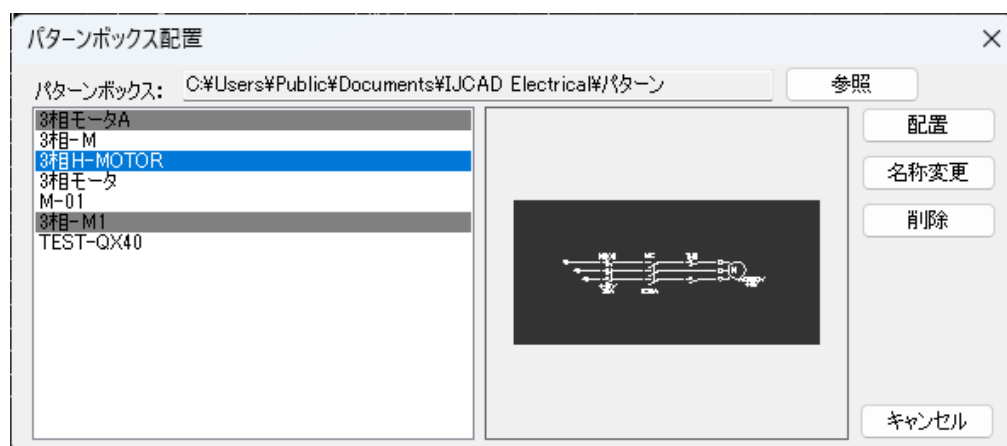 パターンボックス配置
パターンボックス: C:¥Users¥Public¥Documents¥IJCAD Electrical¥パターン 参照
3相モータA
3相-M
3相H-MOTOR
3相モータ
M-01
3相-M1
TEST-QX40
配置
名称変更
削除
キャンセル